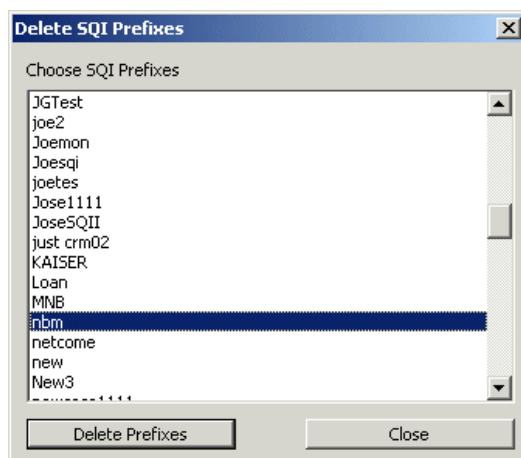 Delete SQI Prefixes
Choose SQI Prefixes
JGTest
joe2
Joemon
Joesqi
joetes
Jose1111
JoseSQII
just crm02
KAISER
Loan
MNB
nbm
netcome
new
New3
Delete Prefixes
Close